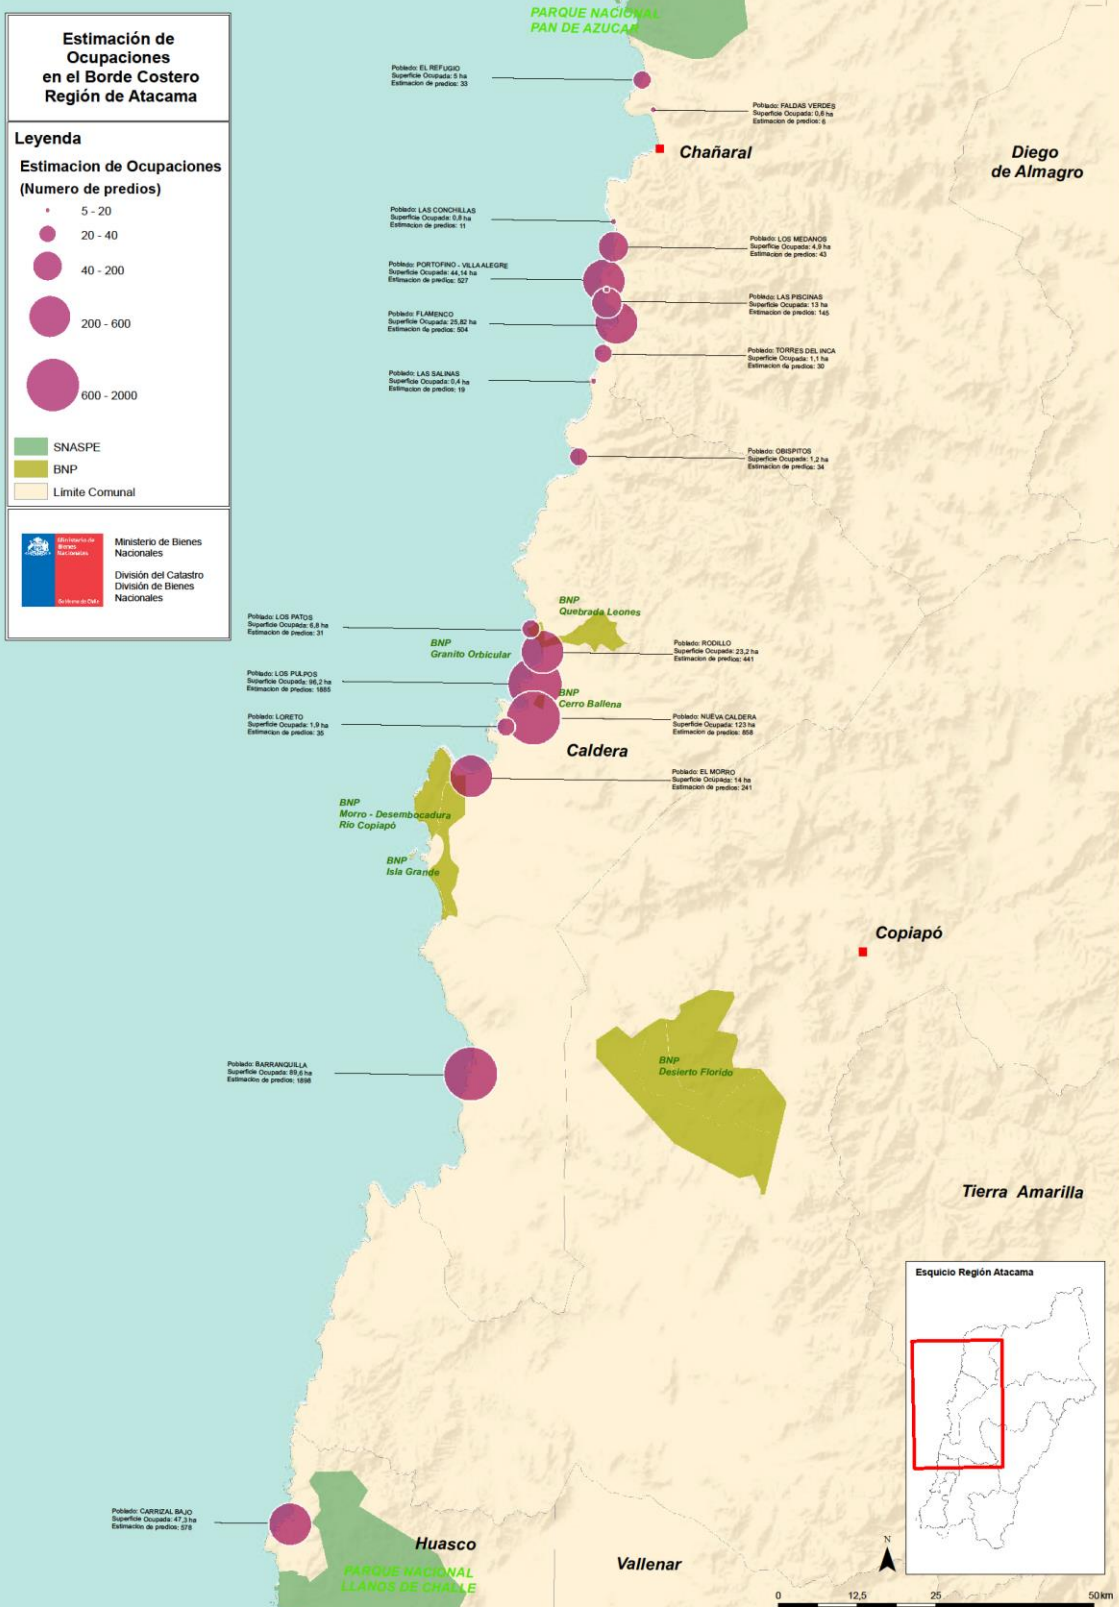 Estimación de
Ocupaciones
en el Borde Costero
Región de Atacama
Leyenda
Estimacion de Ocupaciones
(Numero de predios)
5 - 20
20 - 40
40 - 200
200 - 600
600 - 2000
SNASPE
BNP
Límite Comunal
Ministerio de
Bienes
Nacionales
Gobierno de Chile
Ministerio de Bienes
Nacionales
División del Catastro
División de Bienes
Nacionales
PARQUE NACIONAL
PAN DE AZUCAR
Poblado: EL REFUGIO
Superficie Ocupada: 5 ha
Estimacion de predios: 33
Poblado: FALDAS VERDES
Superficie Ocupada: 0,6 ha
Estimacion de predios: 6
Chañaral
Diego
de Almagro
Poblado: LAS CONCHILLAS
Superficie Ocupada: 0,8 ha
Estimacion de predios: 11
Poblado: LOS MEDANOS
Superficie Ocupada: 4,9 ha
Estimacion de predios: 43
Poblado: PORTOFINO - VILLA ALEGRE
Superficie Ocupada: 44,14 ha
Estimacion de predios: 527
Poblado: LAS PISCINAS
Superficie Ocupada: 13 ha
Estimacion de predios: 145
Poblado: FLAMENCO
Superficie Ocupada: 25,82 ha
Estimacion de predios: 504
Poblado: TORRES DEL INCA
Superficie Ocupada: 1,1 ha
Estimacion de predios: 30
Poblado: LAS SALINAS
Superficie Ocupada: 0,4 ha
Estimacion de predios: 19
Poblado: OBISPITOS
Superficie Ocupada: 1,2 ha
Estimacion de predios: 34
BNP
Quebrada Leones
Poblado: LOS PATOS
Superficie Ocupada: 6,8 ha
Estimacion de predios: 31
BNP
Granito Orbicular
Poblado: RODILLO
Superficie Ocupada: 23,2 ha
Estimacion de predios: 441
Poblado: LOS PULPOS
Superficie Ocupada: 96,2 ha
Estimacion de predios: 1885
BNP
Cerro Ballena
Poblado: LORETO
Superficie Ocupada: 1,9 ha
Estimacion de predios: 35
Poblado: NUEVA CALDERA
Superficie Ocupada: 123 ha
Estimacion de predios: 858
Caldera
Poblado: EL MORRO
Superficie Ocupada: 14 ha
Estimacion de predios: 241
BNP
Morro - Desembocadura
Río Copiapó
BNP
Isla Grande
Copiapó
Poblado: BARRANQUILLA
Superficie Ocupada: 89,6 ha
Estimacion de predios: 1898
BNP
Desierto Florido
Tierra Amarilla
Esquicio Región Atacama
Poblado: CARRIZAL BAJO
Superficie Ocupada: 47,3 ha
Estimacion de predios: 578
Huasco
Vallenar
PARQUE NACIONAL
LLANOS DE CHALLE
N
0 12,5 25 50 km